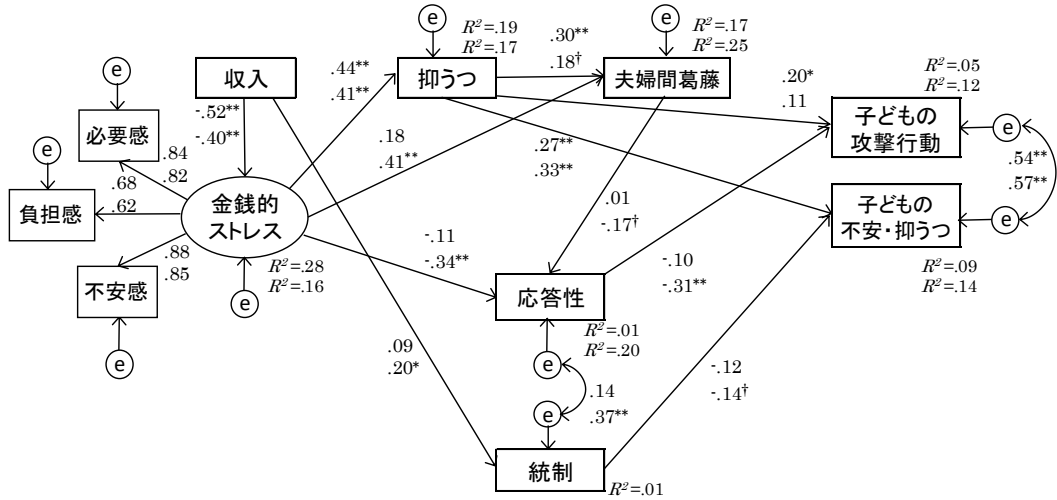 e
R²=.19
R²=.17
.30**
.18†
e
R²=.17
R²=.25
e
収入
.44**
.41**
抑うつ
夫婦間葛藤
.20*
.11
R²=.05
R²=.12
必要感
-.52**
-.40**
子どもの
攻撃行動
e
e
.84
.82
.18
.41**
.27**
.33**
.54**
.57**
負担感
.68
.62
金銭的
ストレス
.01
-.17†
子どもの
不安・抑うつ
e
不安感
.88
.85
R²=.28
R²=.16
e
-.11
-.34**
応答性
-.10
-.31**
R²=.09
R²=.14
R²=.01
R²=.20
e
.09
.20*
e
.14
.37**
e
-.12
-.14†
統制
R²=.01